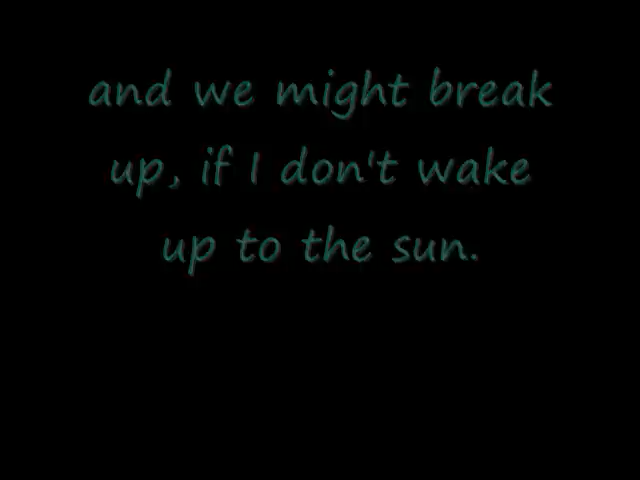 and we might break
up, if I don't wake
up to the sun.